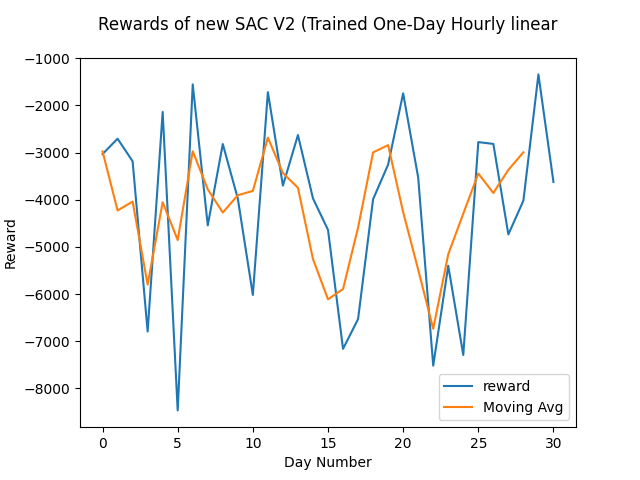 Rewards of new SAC V2 (Trained One-Day Hourly linear
−1000
−2000
−3000
−4000
−5000
−6000
−7000
−8000
Reward
0 5 10 15 20 25 30
Day Number
reward
Moving Avg